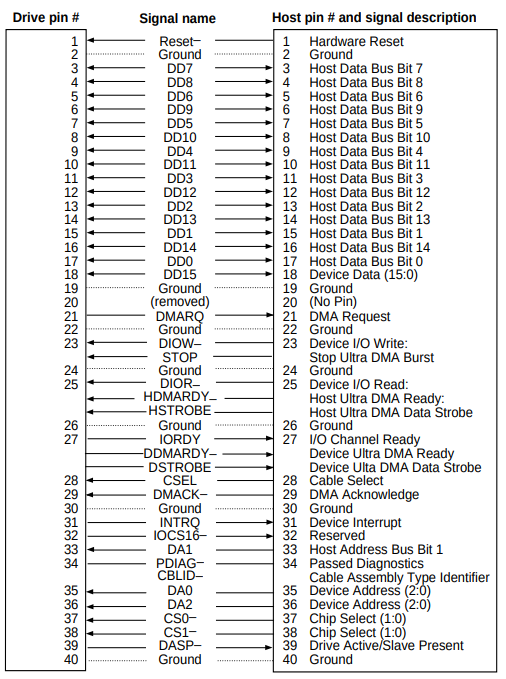 Drive pin # Signal name Host pin # and signal description
1 Reset– 1 Hardware Reset
2 Ground 2 Ground
3 DD7 3 Host Data Bus Bit 7
4 DD8 4 Host Data Bus Bit 8
5 DD6 5 Host Data Bus Bit 6
6 DD9 6 Host Data Bus Bit 9
7 DD5 7 Host Data Bus Bit 5
8 DD10 8 Host Data Bus Bit 10
9 DD4 9 Host Data Bus Bit 4
10 DD11 10 Host Data Bus Bit 11
11 DD3 11 Host Data Bus Bit 3
12 DD12 12 Host Data Bus Bit 12
13 DD2 13 Host Data Bus Bit 2
14 DD13 14 Host Data Bus Bit 13
15 DD1 15 Host Data Bus Bit 1
16 DD14 16 Host Data Bus Bit 14
17 DD0 17 Host Data Bus Bit 0
18 DD15 18 Device Data (15:0)
19 Ground 19 Ground
20 (removed) 20 (No Pin)
21 DMARQ 21 DMA Request
22 Ground 22 Ground
23 DIOW– 23 Device I/O Write:
STOP Stop Ultra DMA Burst
24 Ground 24 Ground
25 DIOR– 25 Device I/O Read:
HDMARDY– Host Ultra DMA Ready:
HSTROBE Host Ultra DMA Data Strobe
26 Ground 26 Ground
27 IORDY 27 I/O Channel Ready
DDMARDY– Device Ultra DMA Ready
DSTROBE Device Ulta DMA Data Strobe
28 CSEL 28 Cable Select
29 DMACK– 29 DMA Acknowledge
30 Ground 30 Ground
31 INTRQ 31 Device Interrupt
32 IOCS16– 32 Reserved
33 DA1 33 Host Address Bus Bit 1
34 PDIAG– 34 Passed Diagnostics
CBLID– Cable Assembly Type Identifier
35 DA0 35 Device Address (2:0)
36 DA2 36 Device Address (2:0)
37 CS0– 37 Chip Select (1:0)
38 CS1– 38 Chip Select (1:0)
39 DASP– 39 Drive Active/Slave Present
40 Ground 40 Ground